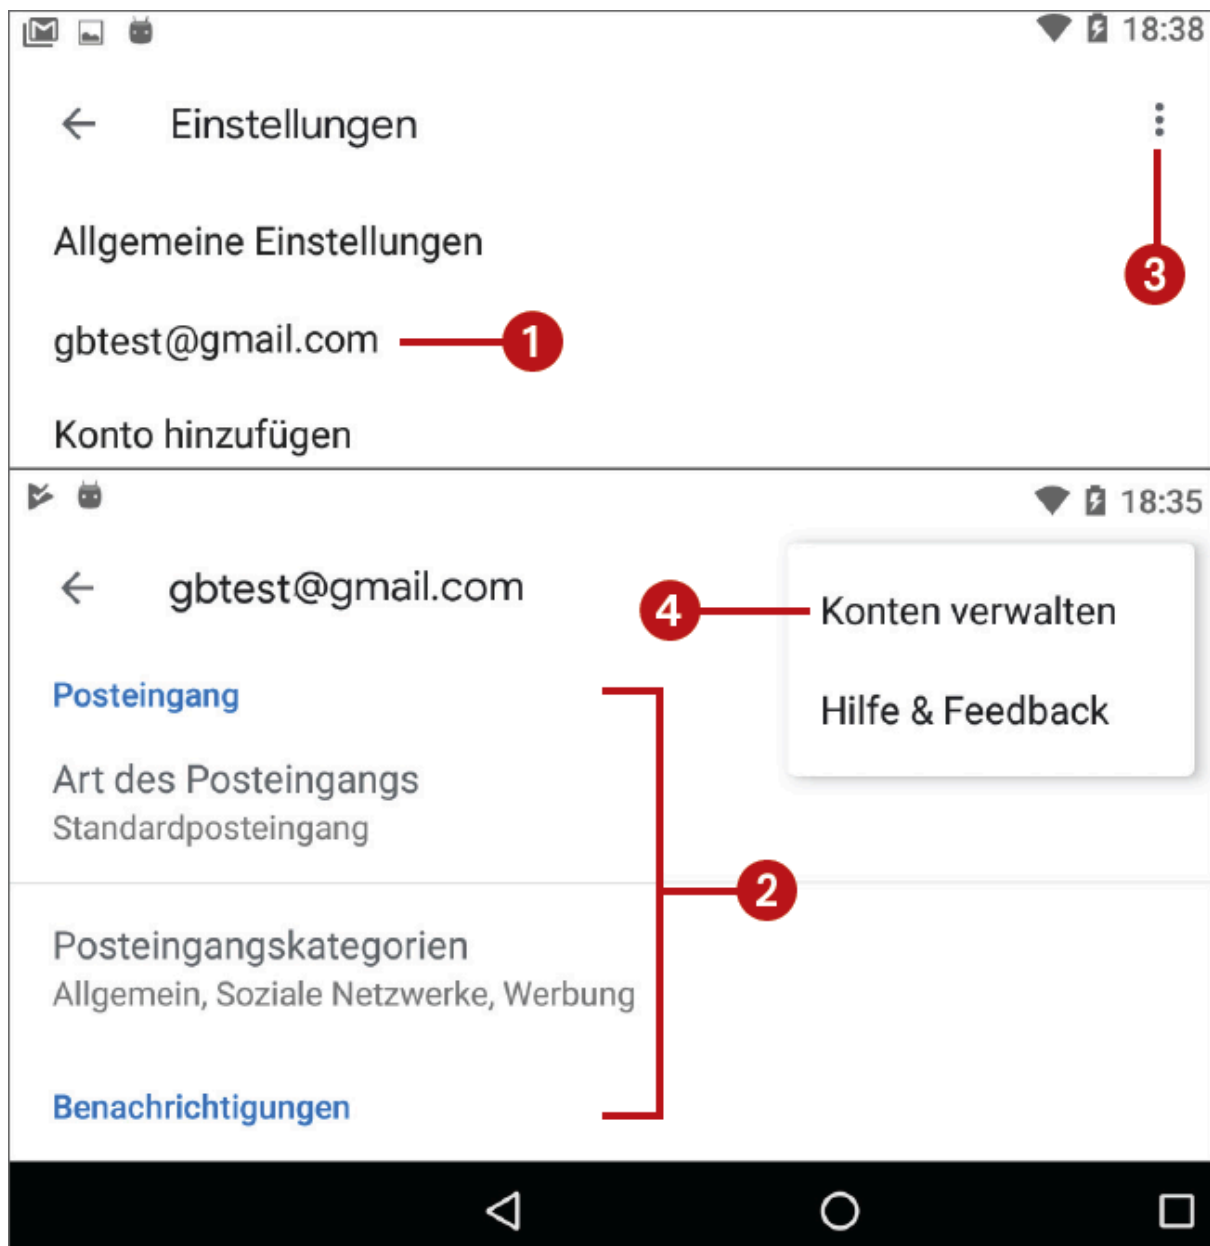 18:38
Einstellungen
Allgemeine Einstellungen
3
gbtest@gmail.com 1
Konto hinzufügen
18:35
gbtest@gmail.com
4 Konten verwalten
Posteingang
Hilfe & Feedback
Art des Posteingangs
Standardposteingang
2
Posteingangskategorien
Allgemein, Soziale Netzwerke, Werbung
Benachrichtigungen